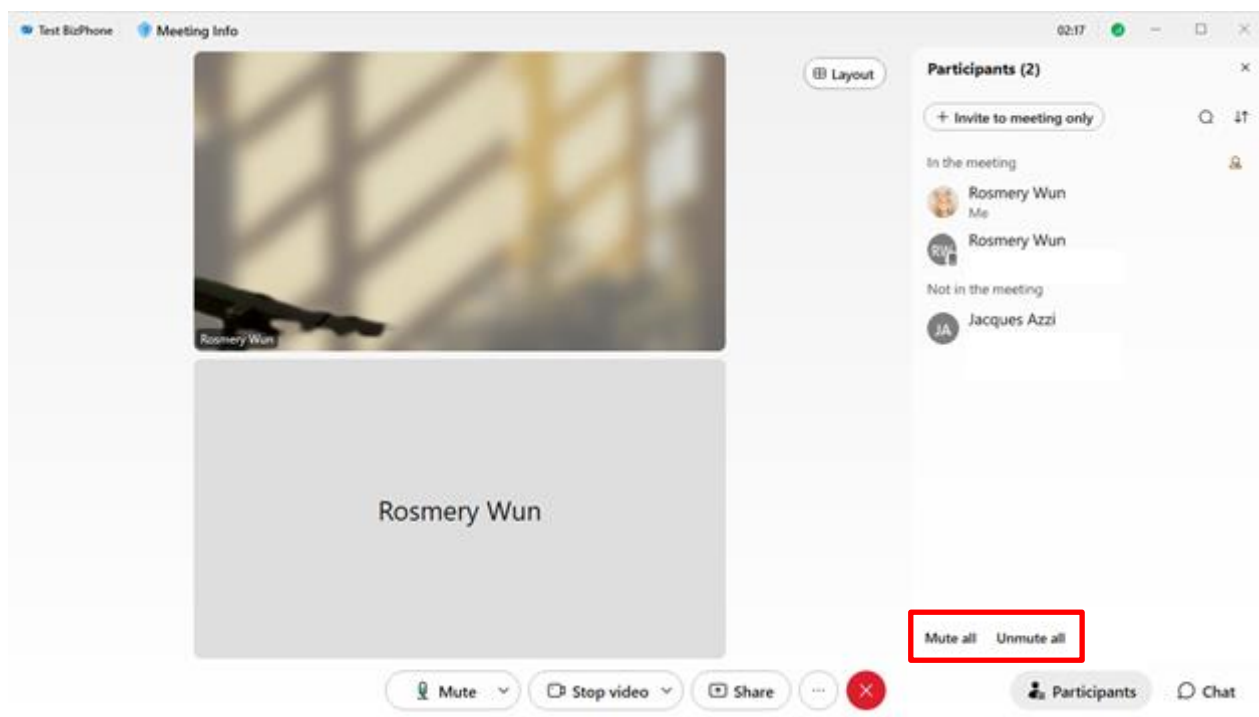 Test BizPhone Meeting Info 02:17
Layout
Participants (2)
+ Invite to meeting only
In the meeting
Rosmery Wun
Me
RW Rosmery Wun
Not in the meeting
JA Jacques Azzi
Rosmery Wun
Rosmery Wun
Mute all Unmute all
Mute Stop video Share ... Participants Chat